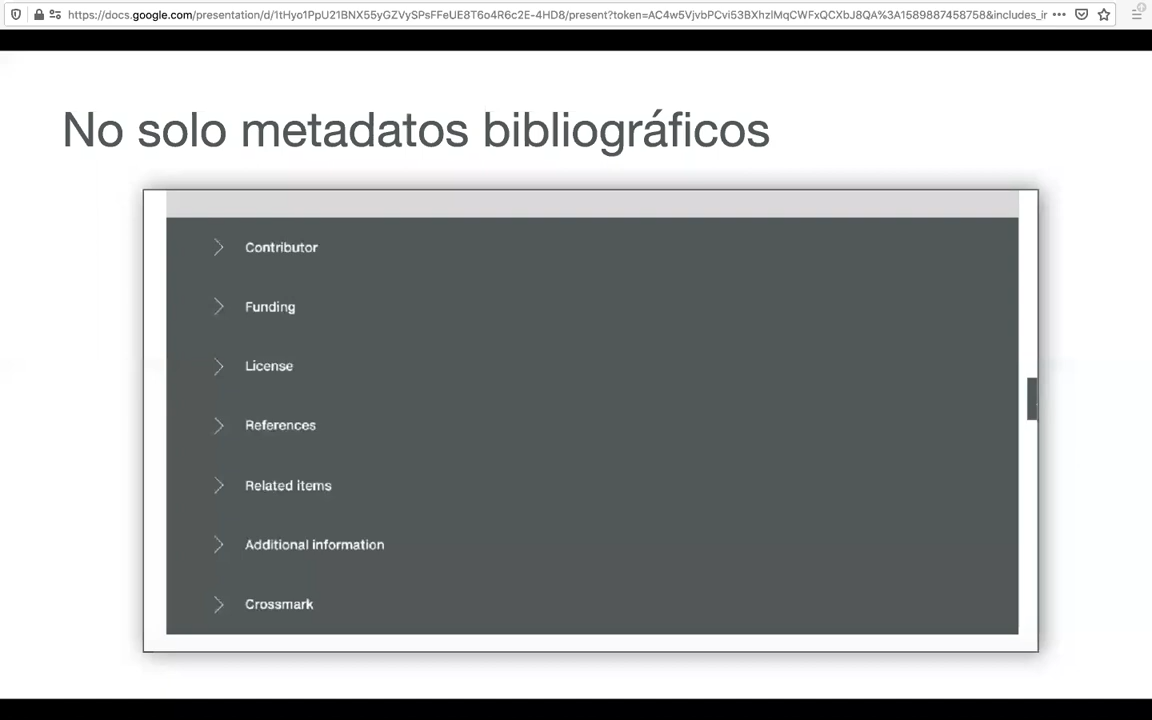 https://docs.google.com/presentation/d/1tHyo1PpU21BNX55yGZVySPsFFeUE8T6o4R6c2E-4HD8/present?token=AC4w5VjvbPCvi53BXhzlMqCWFxQCXbJ8QA%3A1589887458758&includes_ir
No solo metadatos bibliográficos
Contributor
Funding
License
References
Related items
Additional information
Crossmark